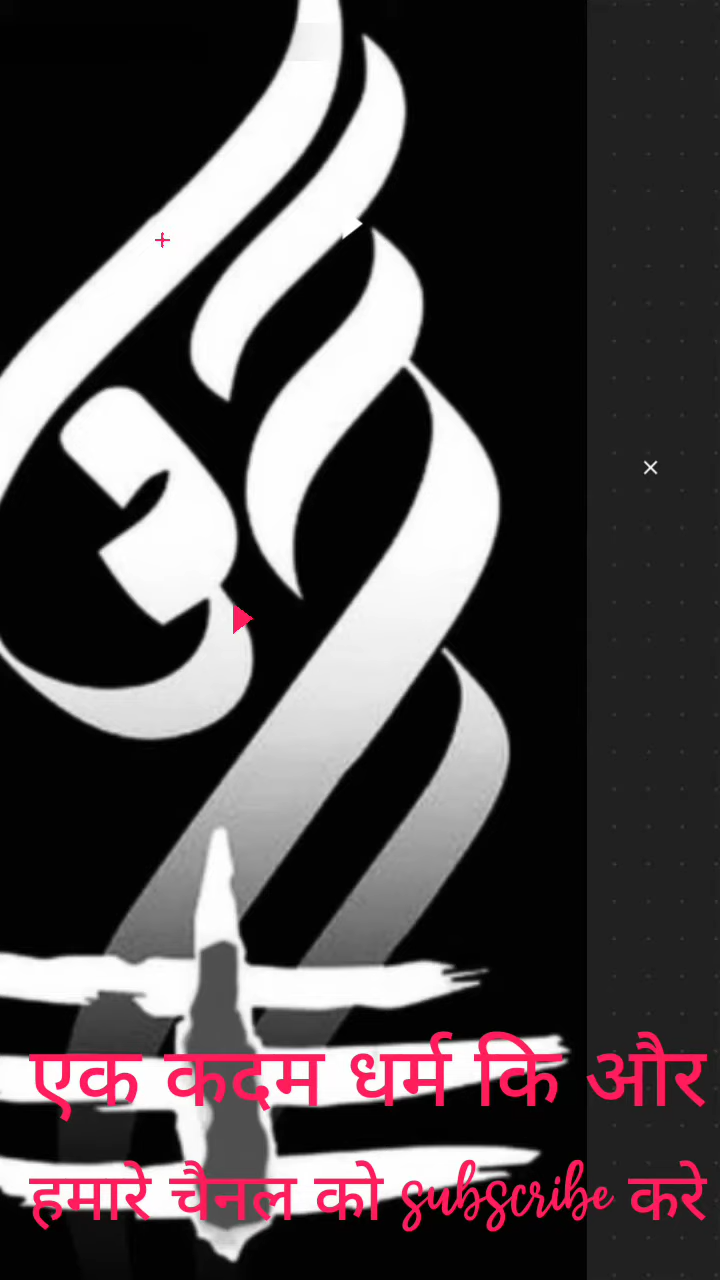 एक कदम धर्म कि और
हमारे चैनल को subscribe करे